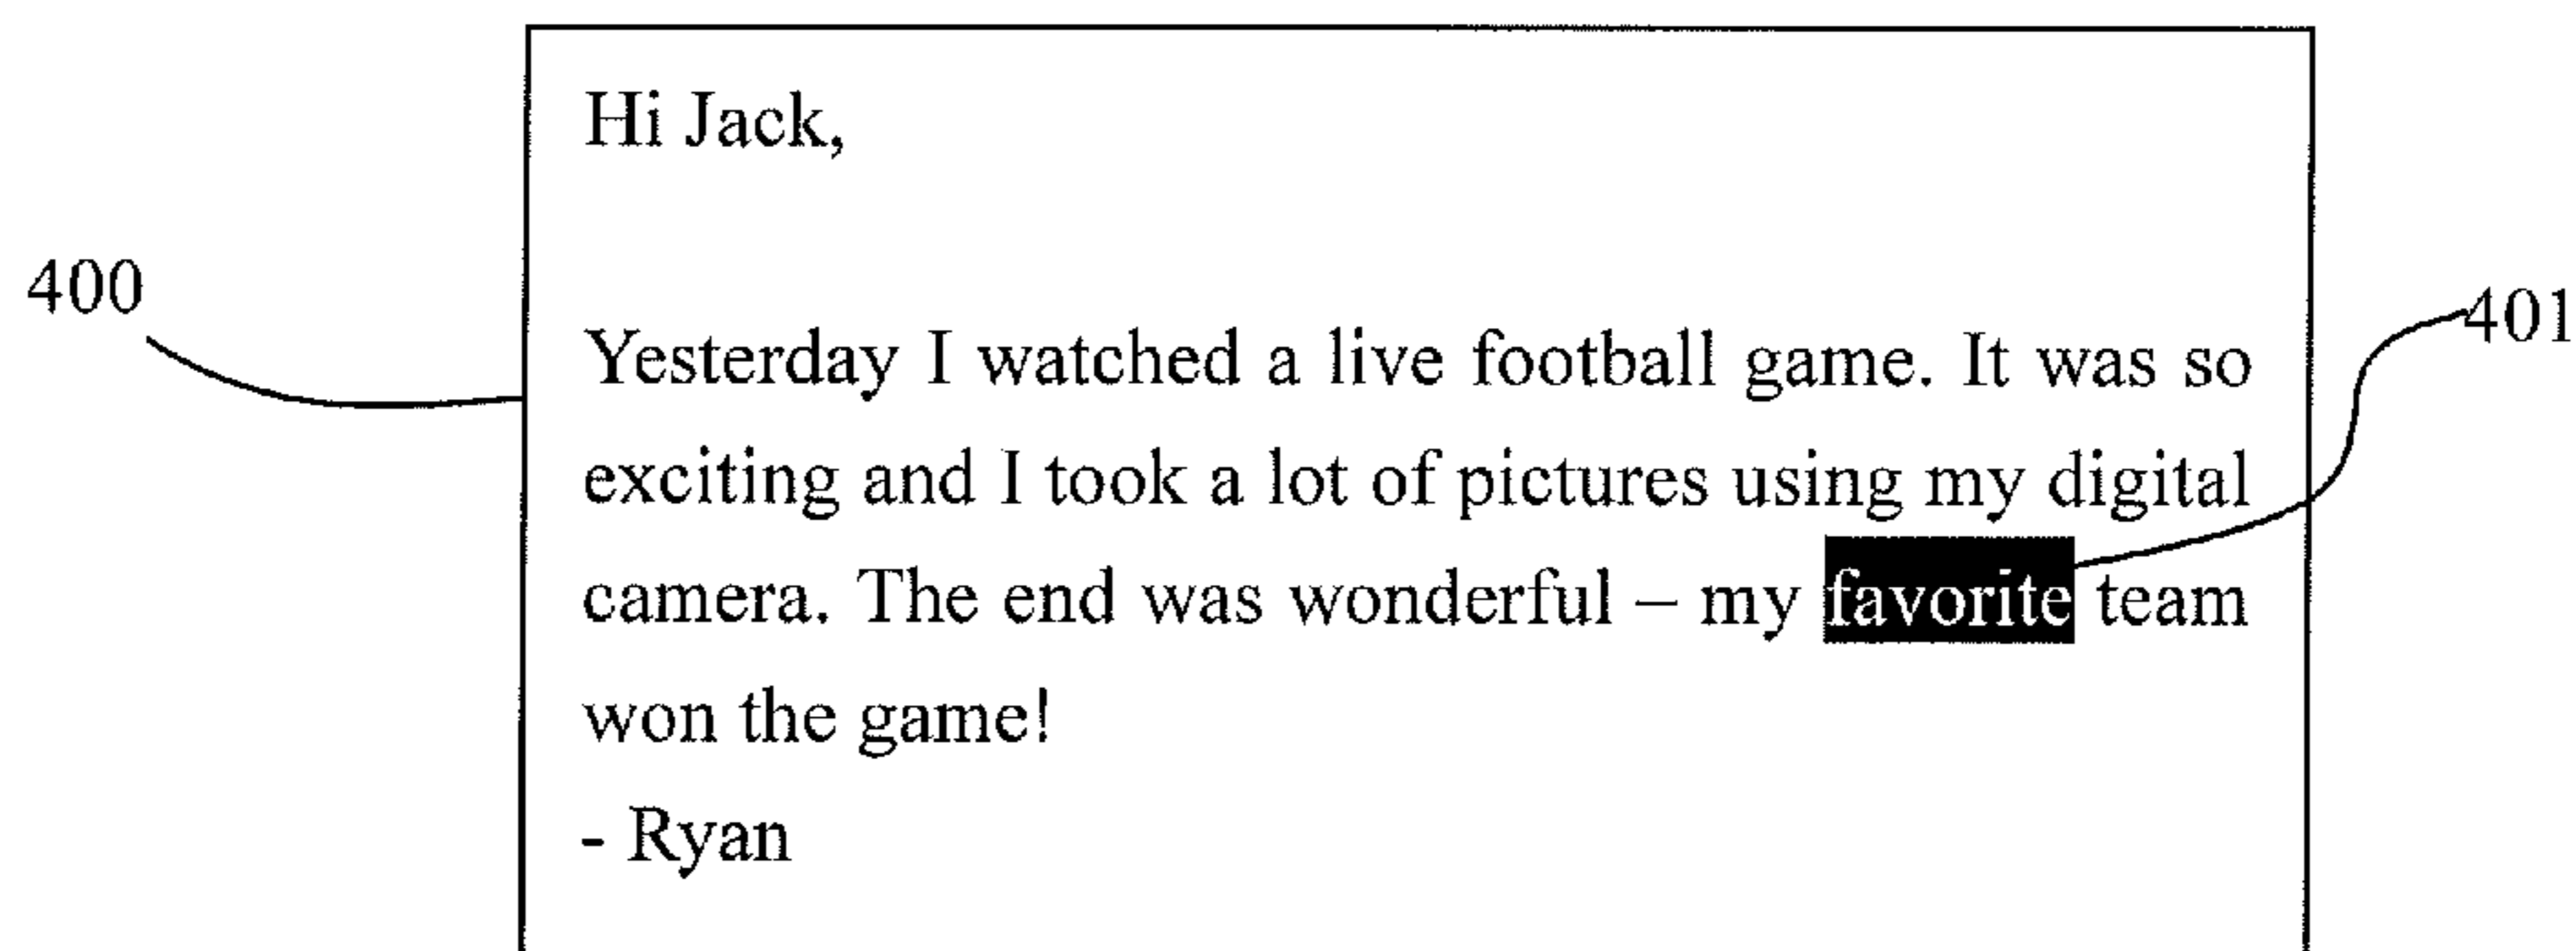 Hi Jack,
400
401
Yesterday I watched a live football game. It was so
exciting and I took a lot of pictures using my digital
camera. The end was wonderful – my favorite team
won the game!
- Ryan